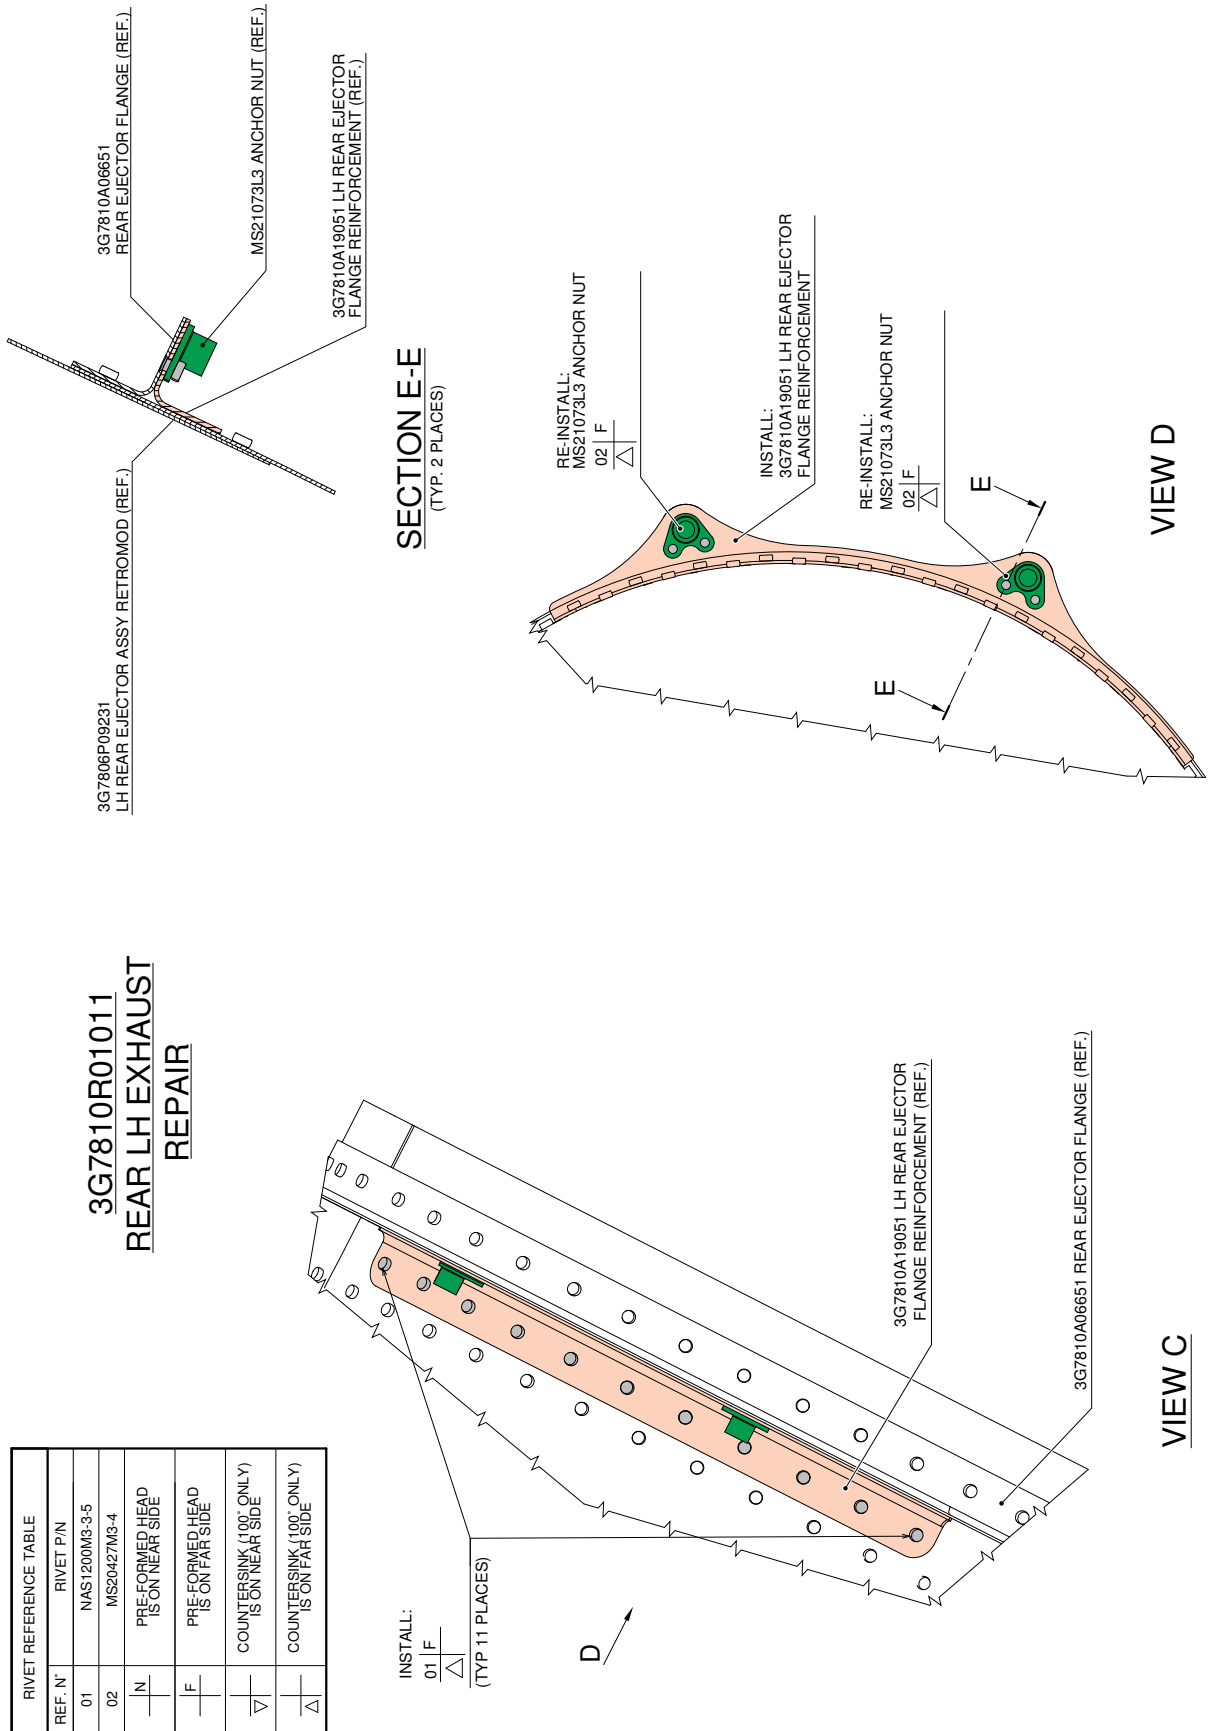 3G7810R01011
REAR LH EXHAUST
REPAIR
RIVET REFERENCE TABLE
REF. N° RIVET P/N
01 NAS1200M3-3-5
02 MS20427M3-4
N PRE-FORMED HEAD
IS ON NEAR SIDE
F PRE-FORMED HEAD
IS ON FAR SIDE
COUNTERSINK (100° ONLY)
IS ON NEAR SIDE
COUNTERSINK (100° ONLY)
IS ON FAR SIDE
INSTALL:
01 F
(TYP 11 PLACES)
D
3G7810A19051 LH REAR EJECTOR
FLANGE REINFORCEMENT (REF.)
3G7810A06651 REAR EJECTOR FLANGE (REF.)
VIEW C
3G7806P09231
LH REAR EJECTOR ASSY RETROMOD (REF.)
3G7810A06651
REAR EJECTOR FLANGE (REF.)
MS21073L3 ANCHOR NUT (REF.)
3G7810A19051 LH REAR EJECTOR
FLANGE REINFORCEMENT (REF.)
SECTION E-E
(TYP. 2 PLACES)
RE-INSTALL:
MS21073L3 ANCHOR NUT
02 F
INSTALL:
3G7810A19051 LH REAR EJECTOR
FLANGE REINFORCEMENT
RE-INSTALL:
MS21073L3 ANCHOR NUT
02 F
E
E
VIEW D